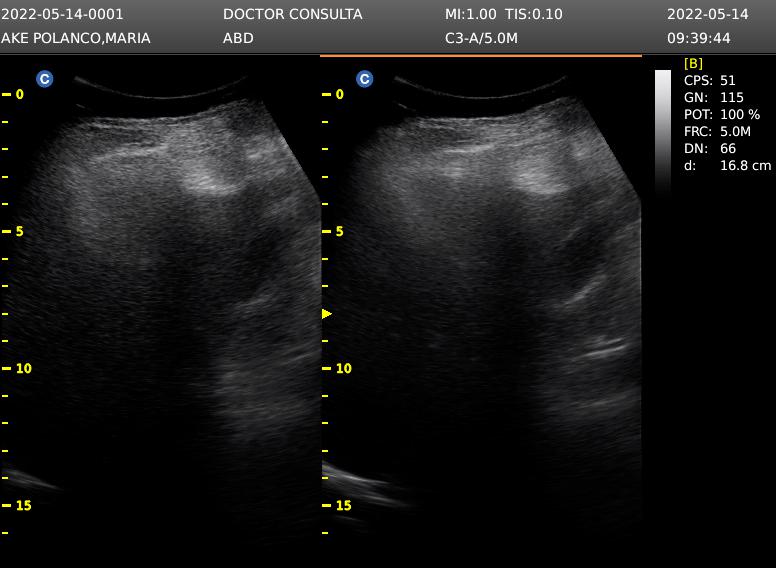 2022-05-14-0001 DOCTOR CONSULTA MI:1.00 TIS:0.10 2022-05-14
AKE POLANCO,MARIA ABD C3-A/5.0M 09:39:44
[B]
CPS: 51
GN: 115
POT: 100 %
FRC: 5.0M
DN: 66
d: 16.8 cm
C C
0 0
5 5
10 10
15 15